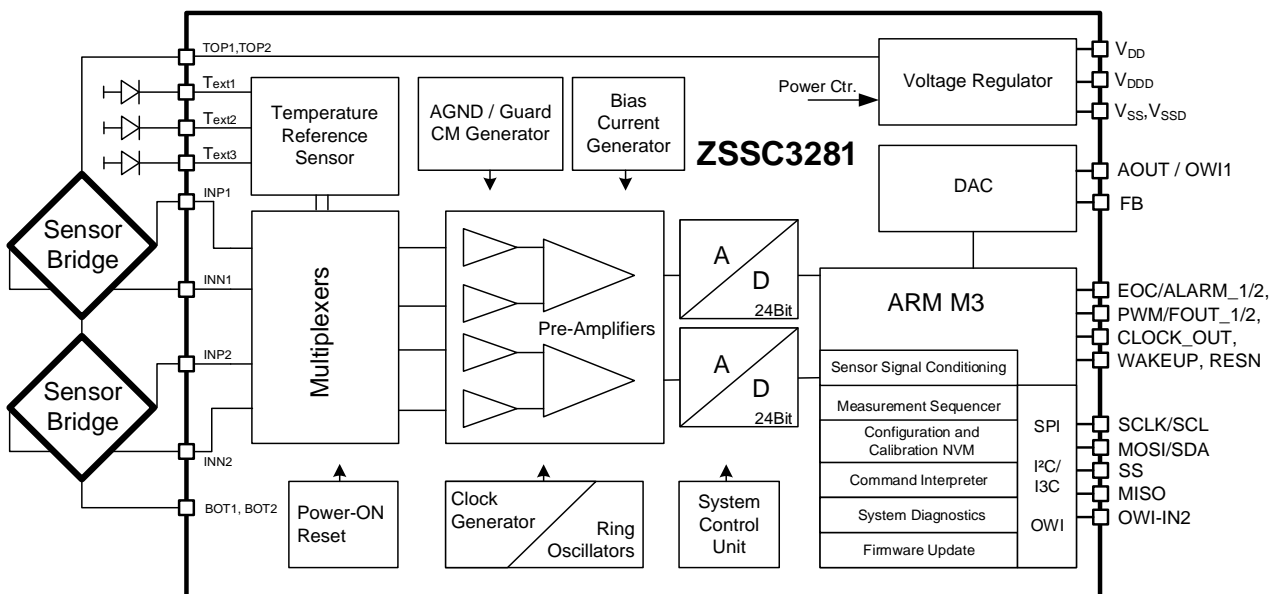 TOP1,TOP2
Text1
Text2
Text3
INP1
INN1
INP2
INN2
BOT1, BOT2
Sensor
Bridge
Sensor
Bridge
Temperature
Reference
Sensor
AGND / Guard
CM Generator
Bias
Current
Generator
ZSSC3281
Power Ctr.
Voltage Regulator
DAC
Multiplexers
Pre-Amplifiers
A
D
24Bit
A
D
24Bit
ARM M3
Sensor Signal Conditioning
Measurement Sequencer
Configuration and
Calibration NVM
Command Interpreter
System Diagnostics
Firmware Update
SPI
I²C/
I3C
OWI
Power-ON
Reset
Clock
Generator
Ring
Oscillators
System
Control
Unit
VDD
VDDD
VSS,VSSD
AOUT / OWI1
FB
EOC/ALARM_1/2,
PWM/FOUT_1/2,
CLOCK_OUT,
WAKEUP, RESN
SCLK/SCL
MOSI/SDA
SS
MISO
OWI-IN2